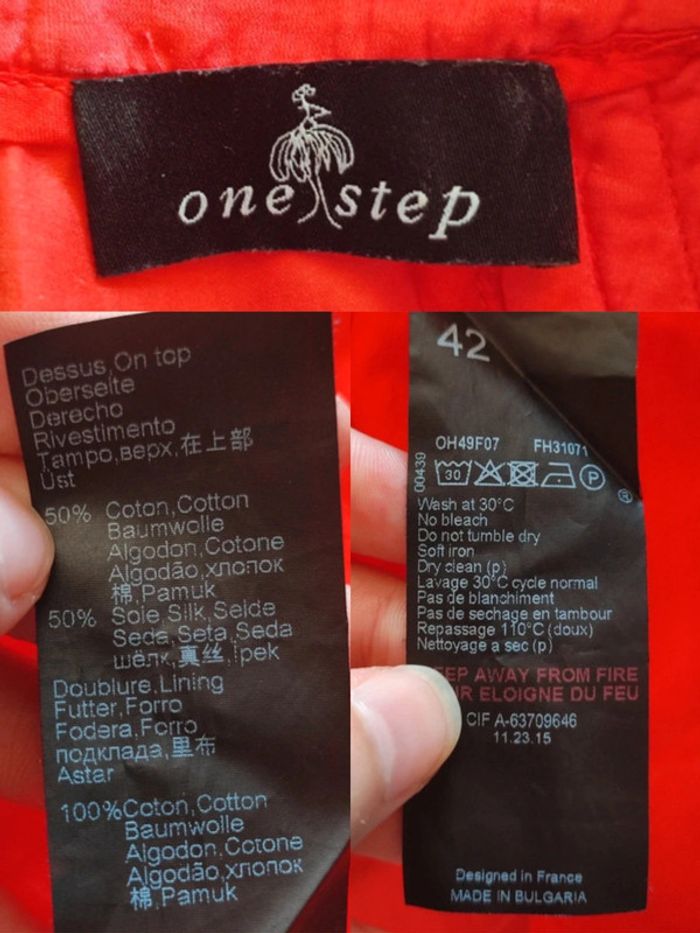 one step
Dessus,On top
Oberseite
Derecho
Rivestimento
Tampo,верх,在上部
Üst
50% Coton,Cotton
Baumwolle
Algodon,Cotone
Algodão,хлопок
棉,Pamuk
50% Soie,Silk,Seide
Seda,Seta,Seda
шёлк,真丝,İpek
Doublure,Lining
Futter,Forro
Fodera,Forro
подклада,里布
Astar
100%Coton,Cotton
Baumwolle
Algodon,Cotone
Algodão,хлопок
棉,Pamuk
42
OH49F07 FH31071
00439
30 P
®
Wash at 30°C
No bleach
Do not tumble dry
Soft iron
Dry clean (p)
Lavage 30°C cycle normal
Pas de blanchiment
Pas de sechage en tambour
Repassage 110°C (doux)
Nettoyage a sec (p)
EP AWAY FROM FIRE
IR ELOIGNE DU FEU
CIF A-63709646
11.23.15
Designed in France
MADE IN BULGARIA